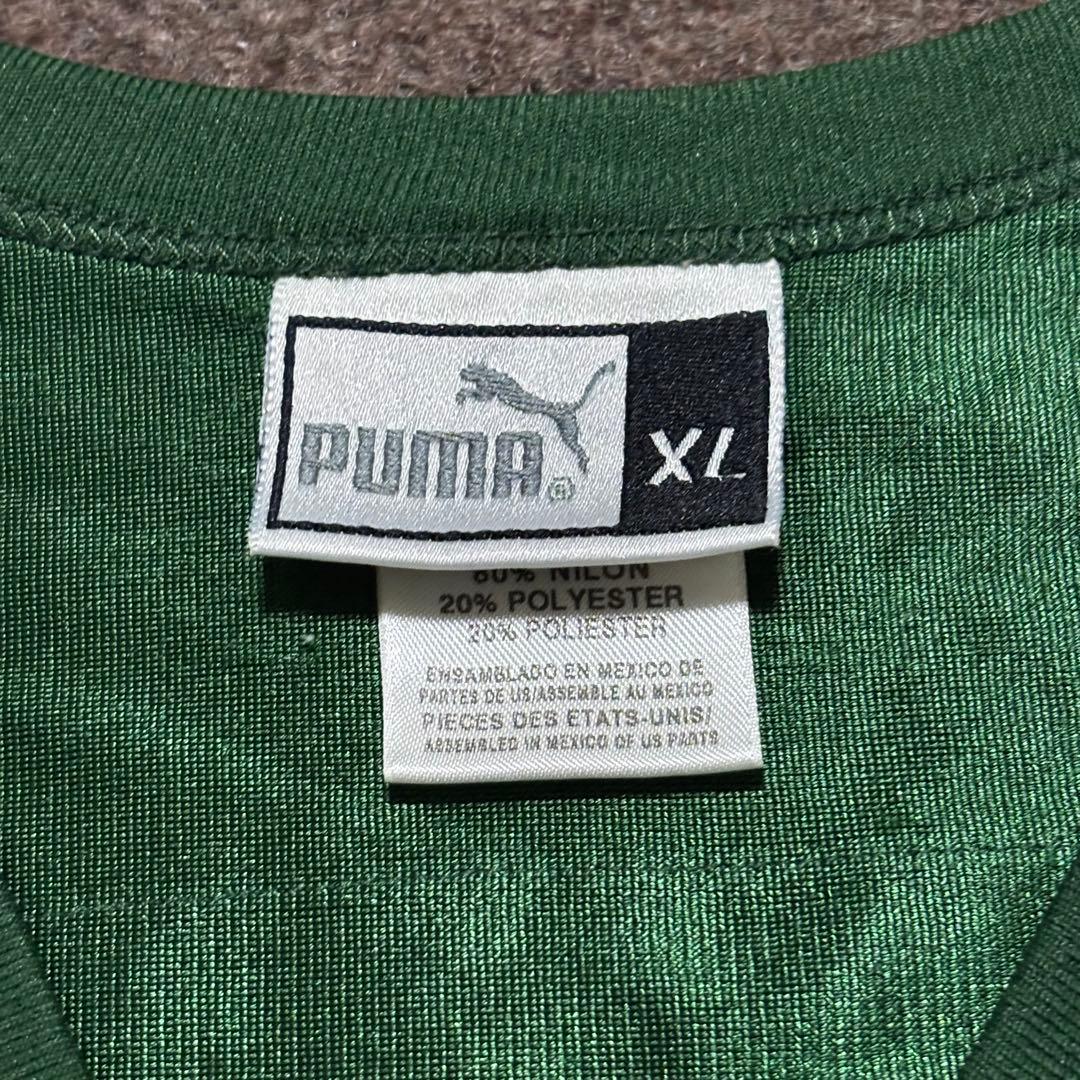 PUMA® XL
80% NILON
20% POLYESTER
20% POLIESTER
ENSAMBLADO EN MEXICO DE
PARTES DE US/ASSEMBLE AU MEXICO
PIECES DES ETATS-UNIS/
ASSEMBLED IN MEXICO OF US PARTS